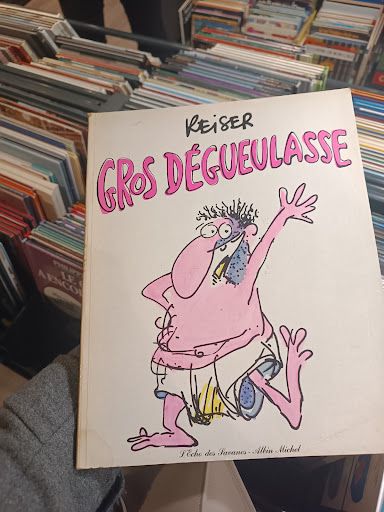 REISER
GROS DÉGUEULASSE
L'Écho des Savanes - Albin Michel